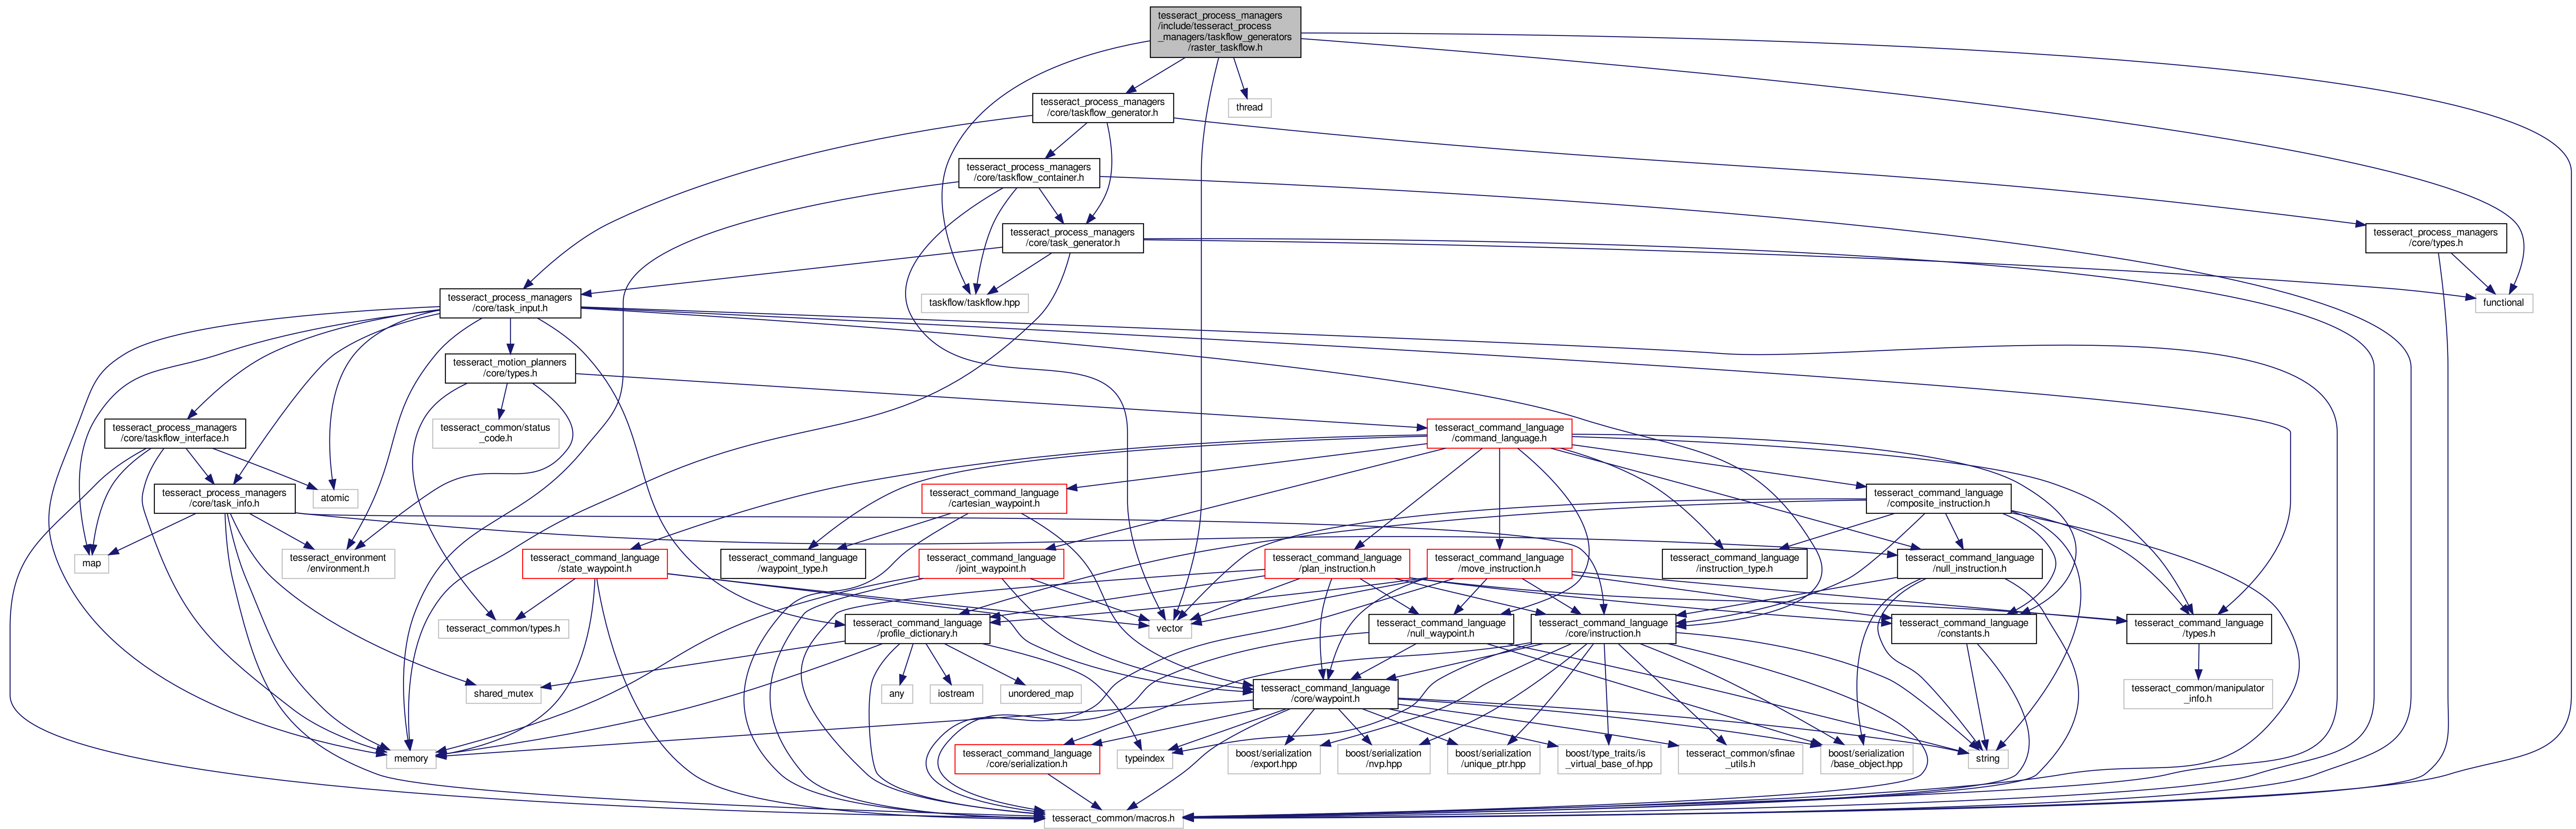 tesseract_process_managers
/include/tesseract_process
_managers/taskflow_generators
/raster_taskflow.h
tesseract_process_managers
/core/taskflow_generator.h
thread
tesseract_process_managers
/core/taskflow_container.h
tesseract_process_managers
/core/task_generator.h
tesseract_process_managers
/core/types.h
tesseract_process_managers
/core/task_input.h
taskflow/taskflow.hpp
functional
tesseract_motion_planners
/core/types.h
tesseract_process_managers
/core/taskflow_interface.h
tesseract_common/status
_code.h
tesseract_command_language
/command_language.h
tesseract_process_managers
/core/task_info.h
atomic
tesseract_command_language
/cartesian_waypoint.h
tesseract_command_language
/composite_instruction.h
map
tesseract_environment
/environment.h
tesseract_command_language
/state_waypoint.h
tesseract_command_language
/waypoint_type.h
tesseract_command_language
/joint_waypoint.h
tesseract_command_language
/plan_instruction.h
tesseract_command_language
/move_instruction.h
tesseract_command_language
/instruction_type.h
tesseract_command_language
/null_instruction.h
tesseract_common/types.h
tesseract_command_language
/profile_dictionary.h
vector
tesseract_command_language
/null_waypoint.h
tesseract_command_language
/core/instruction.h
tesseract_command_language
/constants.h
tesseract_command_language
/types.h
shared_mutex
any
iostream
unordered_map
tesseract_command_language
/core/waypoint.h
tesseract_common/manipulator
_info.h
memory
tesseract_command_language
/core/serialization.h
typeindex
boost/serialization
/export.hpp
boost/serialization
/nvp.hpp
boost/serialization
/unique_ptr.hpp
boost/type_traits/is
_virtual_base_of.hpp
tesseract_common/sfinae
_utils.h
boost/serialization
/base_object.hpp
string
tesseract_common/macros.h